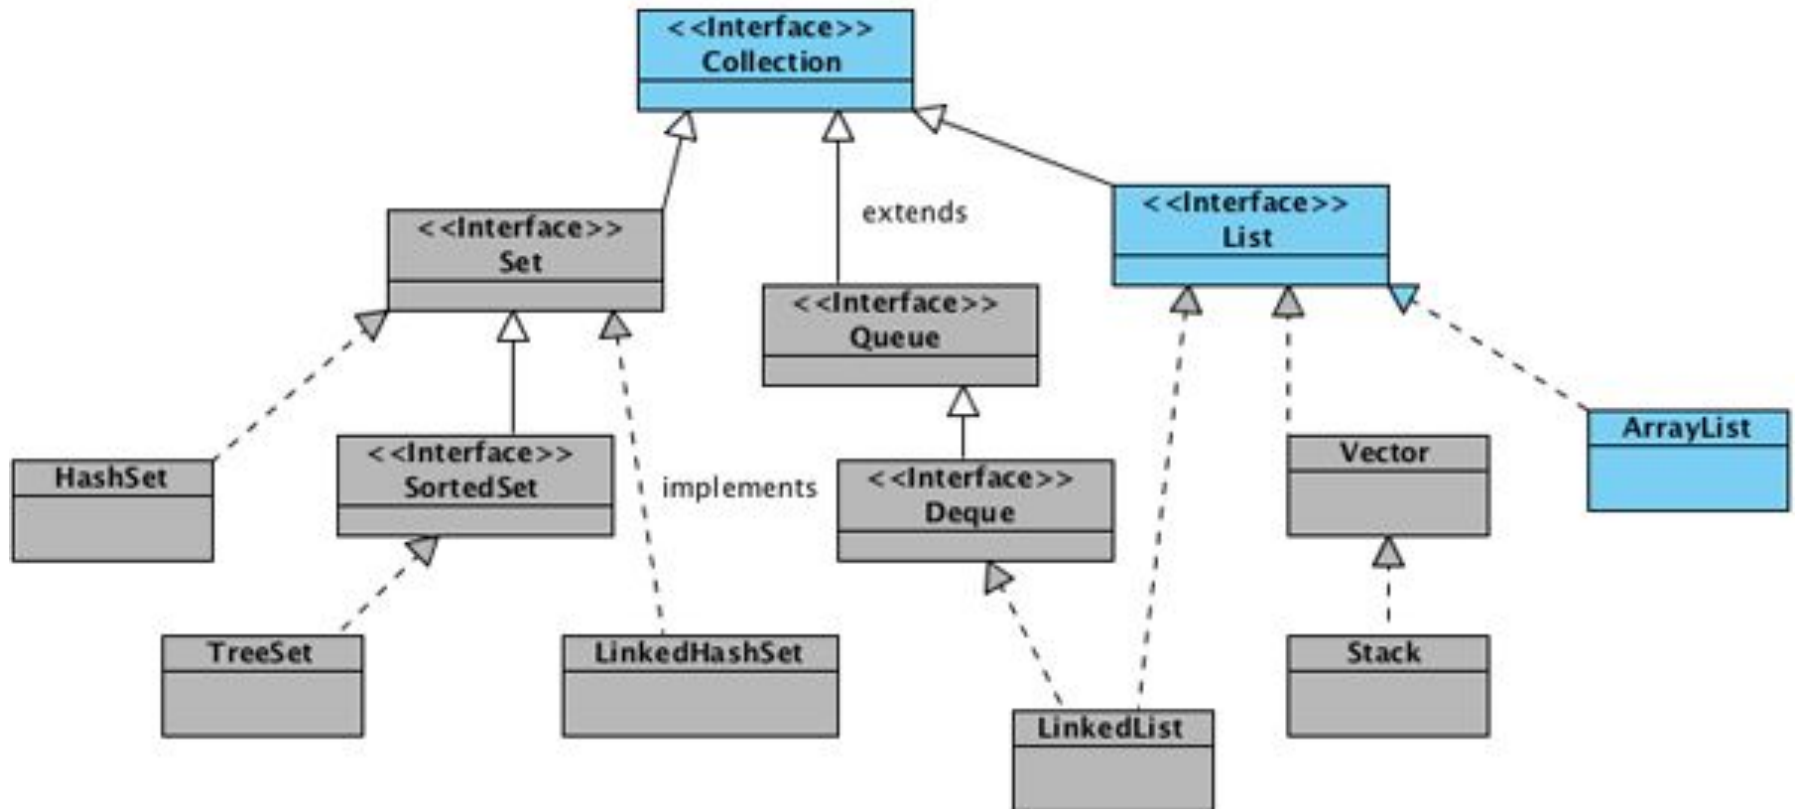 <<Interface>>
Collection
<<Interface>>
List
<<Interface>>
Set
extends
<<Interface>>
Queue
ArrayList
<<Interface>>
SortedSet
Vector
HashSet
implements
<<Interface>>
Deque
TreeSet
LinkedHashSet
Stack
LinkedList